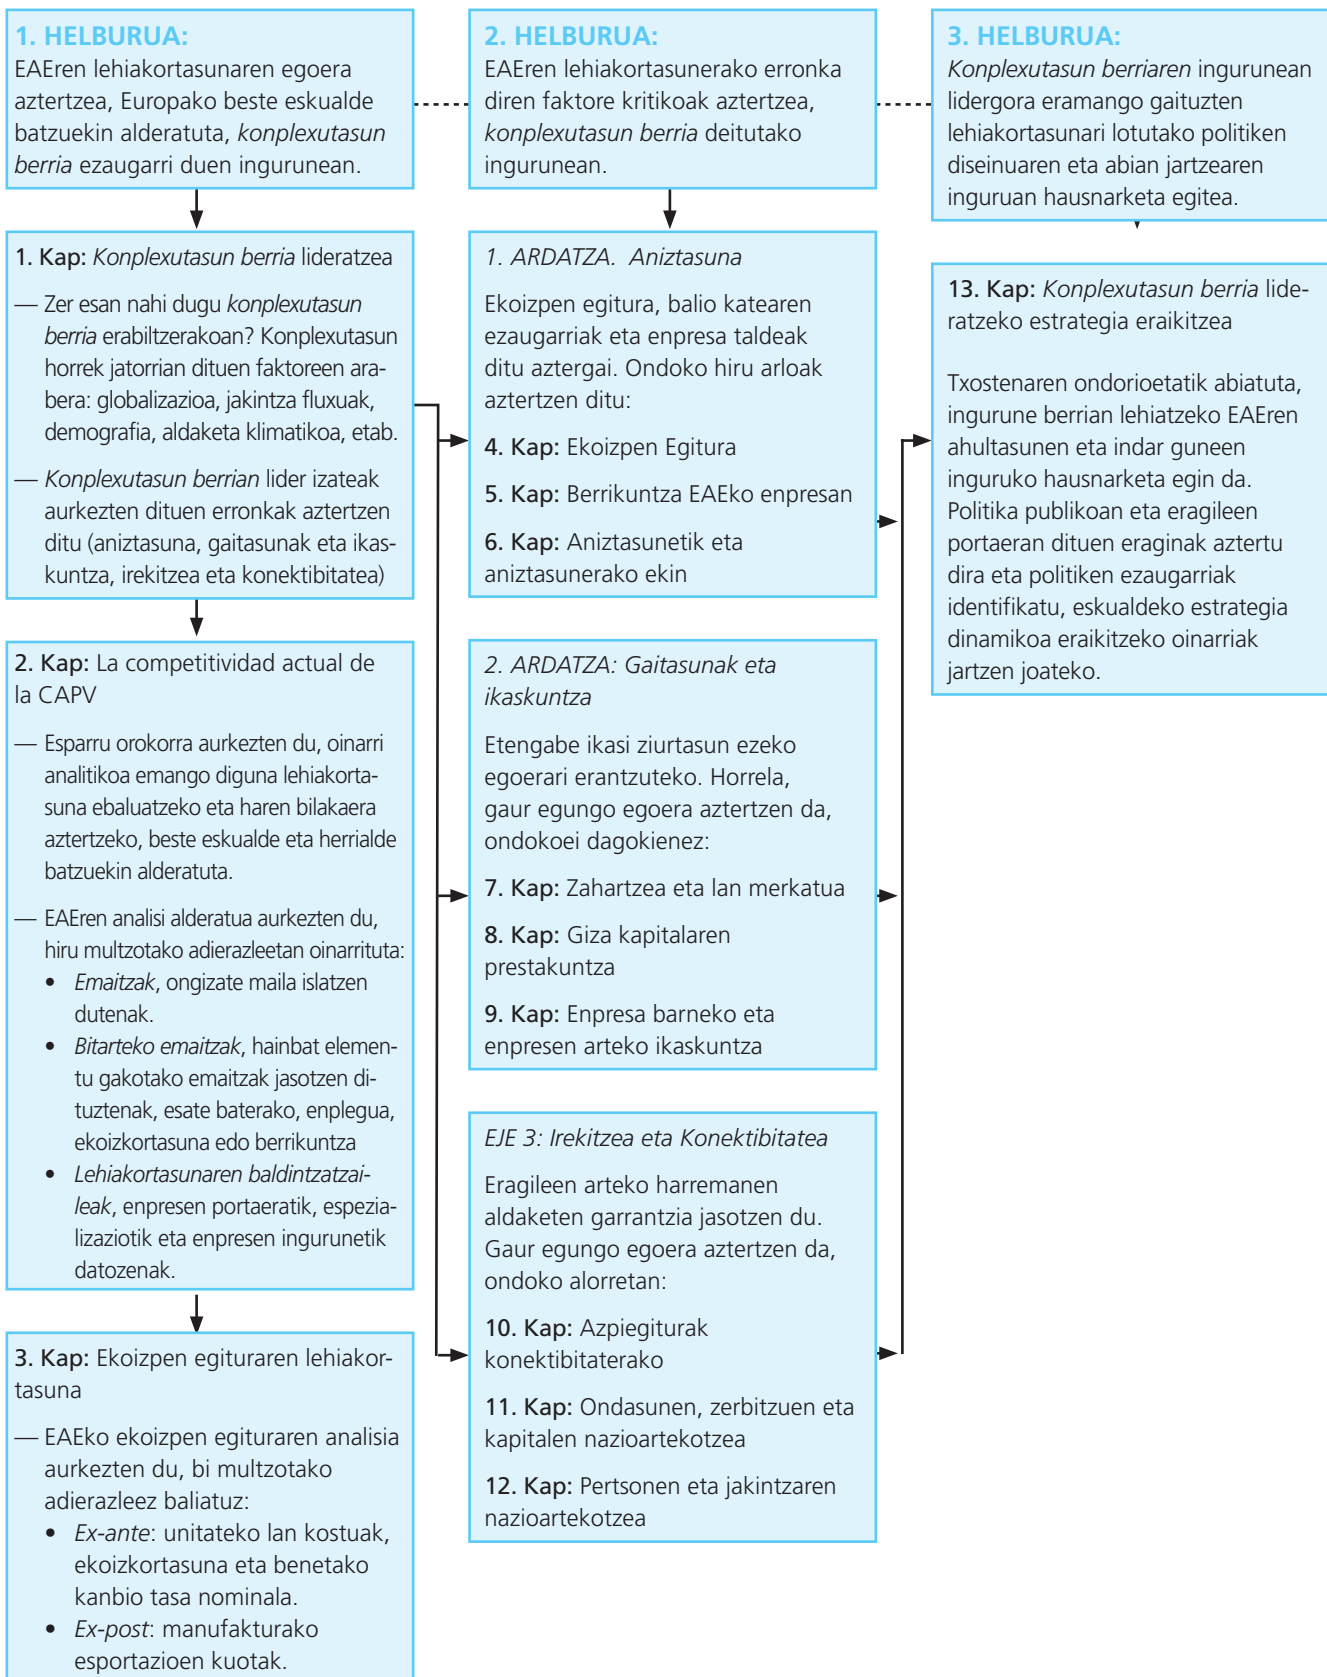 1. HELBURUA:
EAEren lehiakortasunaren egoera
aztertzea, Europako beste eskualde
batzuekin alderatuta, konplexutasun
berria ezaugarri duen ingurunean.
1. Kap: Konplexutasun berria lideratzea
— Zer esan nahi dugu konplexutasun
berria erabiltzerakoan? Konplexutasun
horrek jatorrian dituen faktoreen ara-
bera: globalizazioa, jakintza fluxuak,
demografia, aldaketa klimatikoa, etab.
— Konplexutasun berrian lider izateak
aurkezten dituen erronkak aztertzen
ditu (aniztasuna, gaitasunak eta ikas-
kuntza, irekitzea eta konektibitatea)
2. Kap: La competitividad actual de
la CAPV
— Esparru orokorra aurkezten du, oinarri
analitikoa emango diguna lehiakorta-
suna ebaluatzeko eta haren bilakaera
aztertzeko, beste eskualde eta herrialde
batzuekin alderatuta.
— EAEren analisi alderatua aurkezten du,
hiru multzotako adierazleetan oinarrituta:
• Emaitzak, ongizate maila islatzen
dutenak.
• Bitarteko emaitzak, hainbat elemen-
tu gakotako emaitzak jasotzen di-
tuztenak, esate baterako, enplegua,
ekoizkortasuna edo berrikuntza
• Lehiakortasunaren baldintzatzai-
leak, enpresen portaeratik, espezia-
lizaziotik eta enpresen ingurunetik
datozenak.
3. Kap: Ekoizpen egituraren lehiakor-
tasuna
— EAEko ekoizpen egituraren analisia
aurkezten du, bi multzotako
adierazleez baliatuz:
• Ex-ante: unitateko lan kostuak,
ekoizkortasuna eta benetako
kanbio tasa nominala.
• Ex-post: manufakturako
esportazioen kuotak.
2. HELBURUA:
EAEren lehiakortasunerako erronka
diren faktore kritikoak aztertzea,
konplexutasun berria deitutako
ingurunean.
1. ARDATZA. Aniztasuna
Ekoizpen egitura, balio katearen
ezaugarriak eta enpresa taldeak
ditu aztergai. Ondoko hiru arloak
aztertzen ditu:
4. Kap: Ekoizpen Egitura
5. Kap: Berrikuntza EAEko enpresan
6. Kap: Aniztasunetik eta
aniztasunerako ekin
2. ARDATZA: Gaitasunak eta
ikaskuntza
Etengabe ikasi ziurtasun ezeko
egoerari erantzuteko. Horrela,
gaur egungo egoera aztertzen da,
ondokoei dagokienez:
7. Kap: Zahartzea eta lan merkatua
8. Kap: Giza kapitalaren
prestakuntza
9. Kap: Enpresa barneko eta
enpresen arteko ikaskuntza
EJE 3: Irekitzea eta Konektibitatea
Eragileen arteko harremanen
aldaketen garrantzia jasotzen du.
Gaur egungo egoera aztertzen da,
ondoko alorretan:
10. Kap: Azpiegiturak
konektibitaterako
11. Kap: Ondasunen, zerbitzuen eta
kapitalen nazioartekotzea
12. Kap: Pertsonen eta jakintzaren
nazioartekotzea
3. HELBURUA:
Konplexutasun berriaren ingurunean
lidergora eramango gaituzten
lehiakortasunari lotutako politiken
diseinuaren eta abian jartzearen
inguruan hausnarketa egitea.
13. Kap: Konplexutasun berria lide-
ratzeko estrategia eraikitzea
Txostenaren ondorioetatik abiatuta,
ingurune berrian lehiatzeko EAEren
ahultasunen eta indar guneen
inguruko hausnarketa egin da.
Politika publikoan eta eragileen
portaeran dituen eraginak aztertu
dira eta politiken ezaugarriak
identifikatu, eskualdeko estrategia
dinamikoa eraikitzeko oinarriak
jartzen joateko.